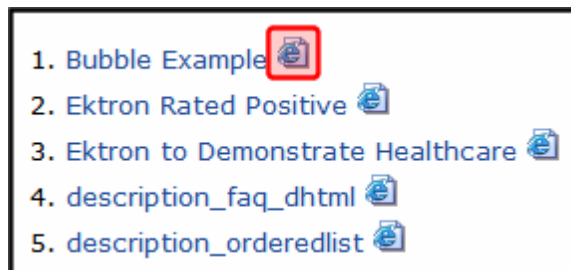 1. Bubble Example
2. Ektron Rated Positive
3. Ektron to Demonstrate Healthcare
4. description_faq_dhtml
5. description_orderedlist